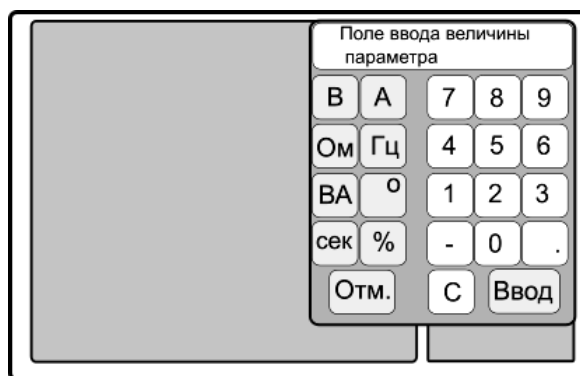 Поле ввода величины
параметра
В А 7 8 9
Ом Гц 4 5 6
ВА º 1 2 3
сек % - 0 .
Отм. С Ввод